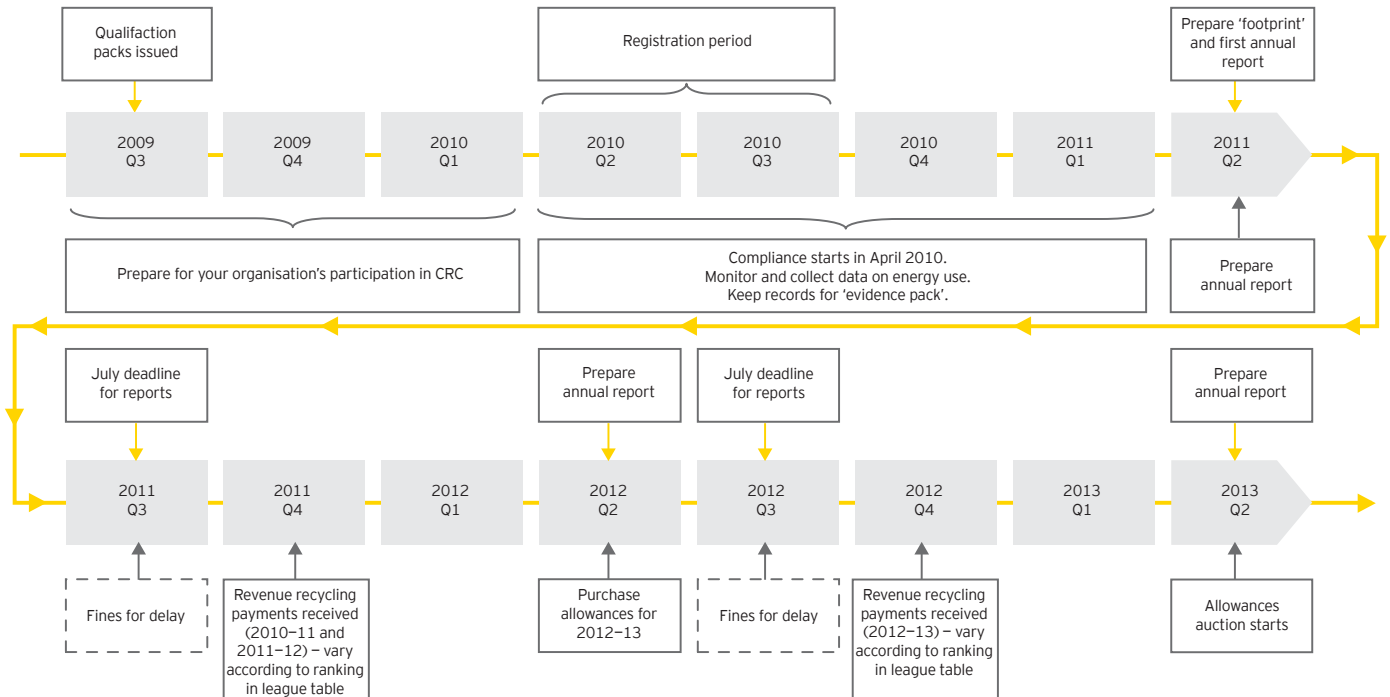 Qualifaction
packs issued
Registration period
Prepare ‘footprint’
and first annual
report
2009
Q3
2009
Q4
2010
Q1
2010
Q2
2010
Q3
2010
Q4
2011
Q1
2011
Q2
Prepare for your organisation’s participation in CRC
Compliance starts in April 2010.
Monitor and collect data on energy use.
Keep records for ‘evidence pack’.
Prepare
annual report
July deadline
for reports
Prepare
annual report
July deadline
for reports
Prepare
annual report
2011
Q3
2011
Q4
2012
Q1
2012
Q2
2012
Q3
2012
Q4
2013
Q1
2013
Q2
Fines for delay
Revenue recycling
payments received
(2010–11 and
2011–12) – vary
according to ranking
in league table
Purchase
allowances for
2012–13
Fines for delay
Revenue recycling
payments received
(2012–13) – vary
according to ranking
in league table
Allowances
auction starts